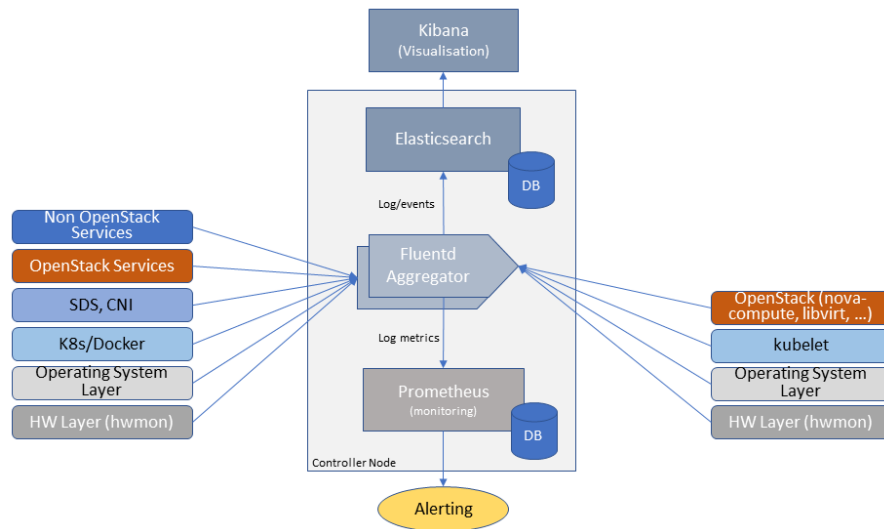 Kibana
(Visualisation)
Elasticsearch
DB
Log/events
Non OpenStack
Services
OpenStack Services
SDS, CNI
K8s/Docker
Operating System
Layer
HW Layer (hwmon)
Fluentd
Aggregator
OpenStack (nova-
compute, libvirt, ...)
kubelet
Operating System
Layer
HW Layer (hwmon)
Log metrics
Prometheus
(monitoring)
DB
Controller Node
Alerting